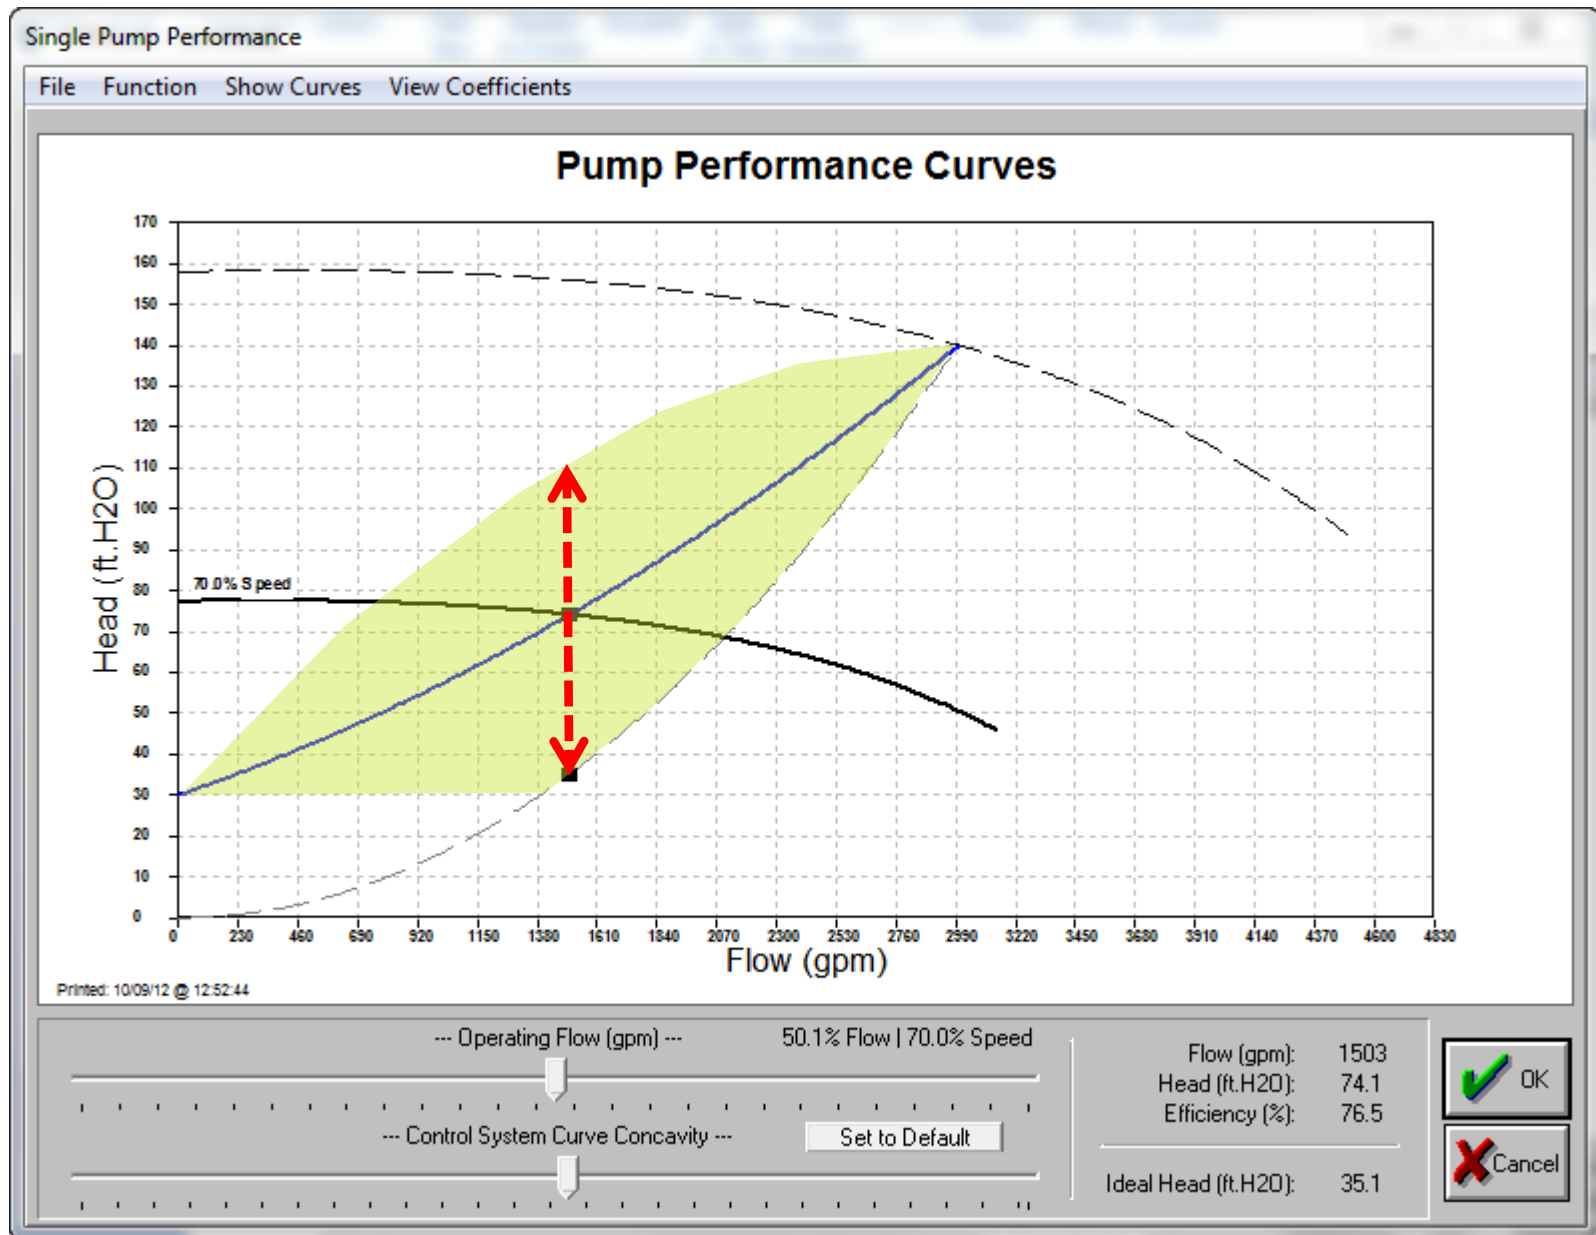 Single Pump Performance
File Function Show Curves View Coefficients
Pump Performance Curves
170
160
150
140
130
120
110
100
90
80
70
60
50
40
30
20
10
0
Head (ft.H2O)
70.0% Speed
0 230 460 690 920 1150 1380 1610 1840 2070 2300 2530 2760 2990 3220 3450 3680 3910 4140 4370 4600 4830
Flow (gpm)
Printed: 10/09/12 @ 12:52:44
--- Operating Flow (gpm) --- 50.1% Flow | 70.0% Speed
--- Control System Curve Concavity --- Set to Default
Flow (gpm): 1503
Head (ft.H2O): 74.1
Efficiency (%): 76.5
Ideal Head (ft.H2O): 35.1
OK
Cancel